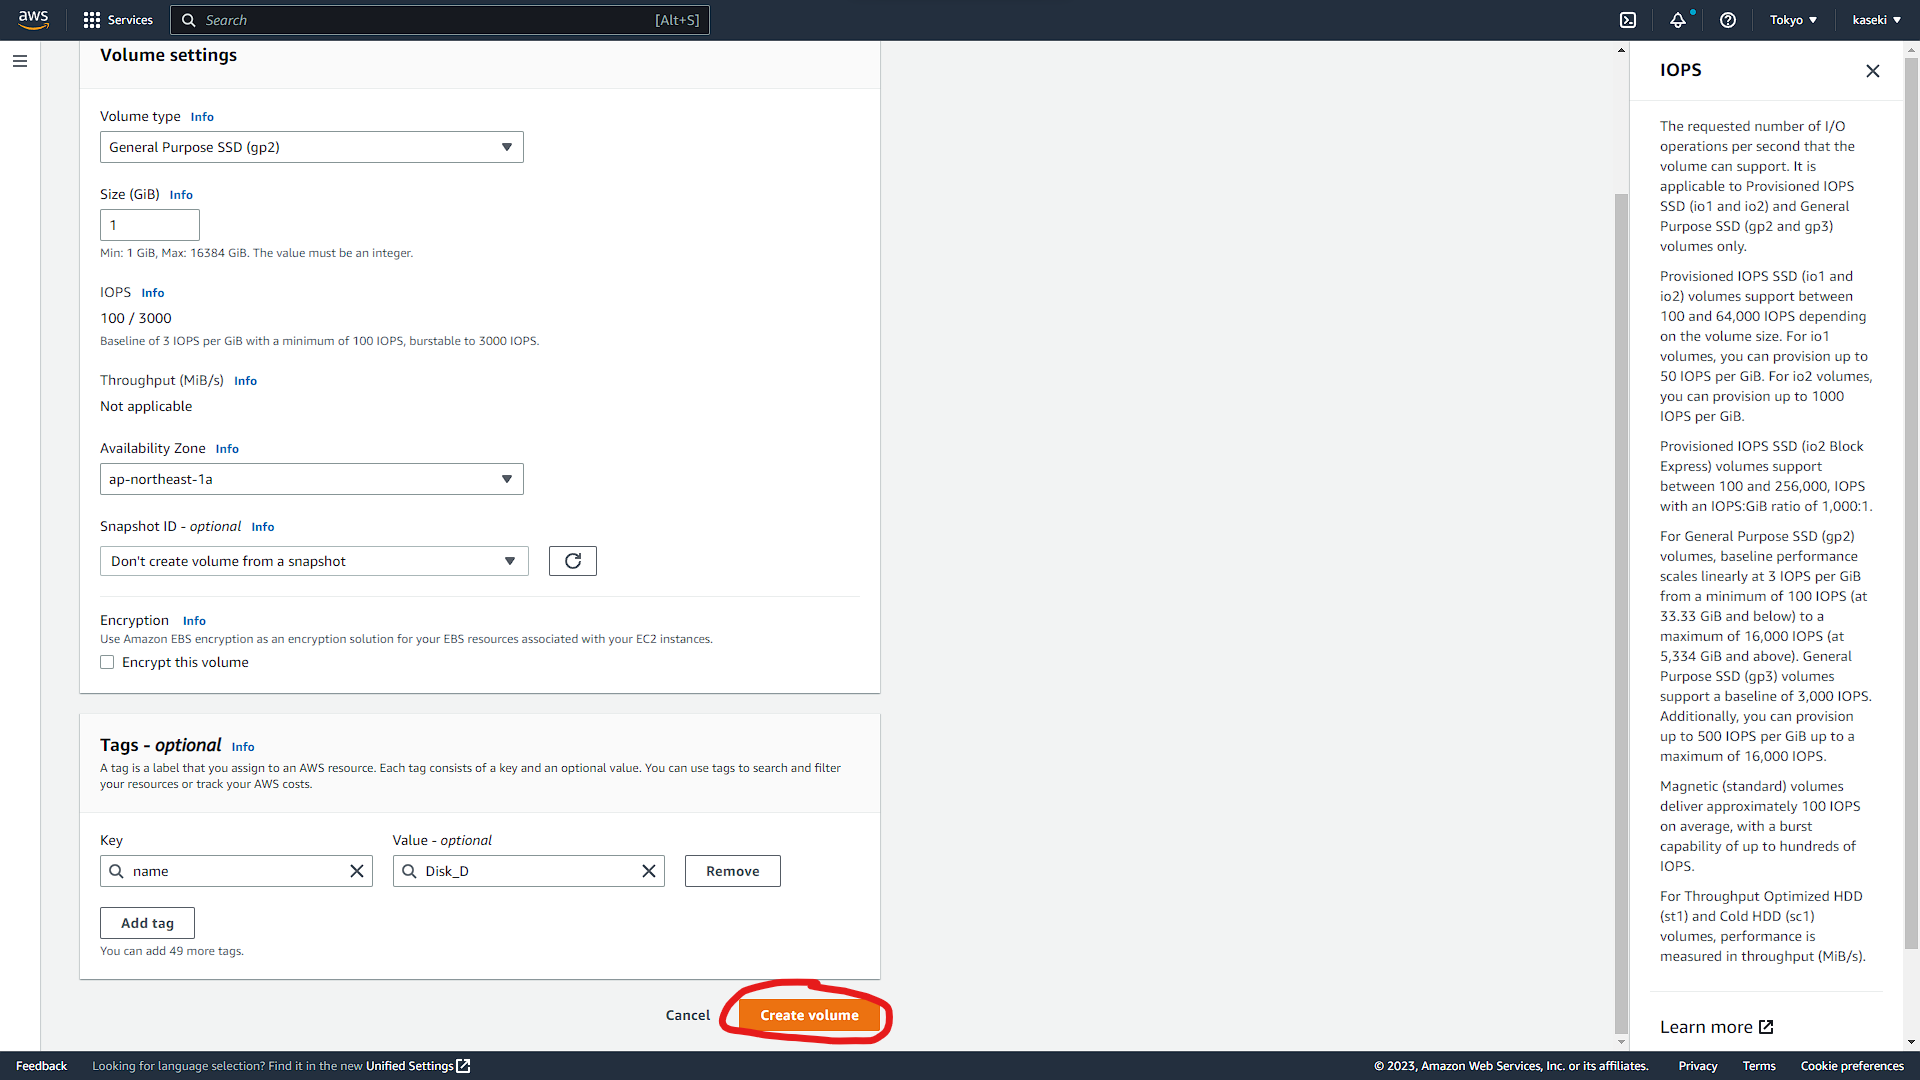 aws
Services
Search [Alt+S]
Tokyo
kaseki
Volume settings
Volume type Info
General Purpose SSD (gp2)
Size (GiB) Info
1
Min: 1 GiB, Max: 16384 GiB. The value must be an integer.
IOPS Info
100 / 3000
Baseline of 3 IOPS per GiB with a minimum of 100 IOPS, burstable to 3000 IOPS.
Throughput (MiB/s) Info
Not applicable
Availability Zone Info
ap-northeast-1a
Snapshot ID - optional Info
Don't create volume from a snapshot
Encryption Info
Use Amazon EBS encryption as an encryption solution for your EBS resources associated with your EC2 instances.
Encrypt this volume
Tags - optional Info
A tag is a label that you assign to an AWS resource. Each tag consists of a key and an optional value. You can use tags to search and filter
your resources or track your AWS costs.
Key Value - optional
name Disk_D Remove
Add tag
You can add 49 more tags.
Cancel Create volume
IOPS
The requested number of I/O
operations per second that the
volume can support. It is
applicable to Provisioned IOPS
SSD (io1 and io2) and General
Purpose SSD (gp2 and gp3)
volumes only.
Provisioned IOPS SSD (io1 and
io2) volumes support between
100 and 64,000 IOPS depending
on the volume size. For io1
volumes, you can provision up to
50 IOPS per GiB. For io2 volumes,
you can provision up to 1000
IOPS per GiB.
Provisioned IOPS SSD (io2 Block
Express) volumes support
between 100 and 256,000, IOPS
with an IOPS:GiB ratio of 1,000:1.
For General Purpose SSD (gp2)
volumes, baseline performance
scales linearly at 3 IOPS per GiB
from a minimum of 100 IOPS (at
33.33 GiB and below) to a
maximum of 16,000 IOPS (at
5,334 GiB and above). General
Purpose SSD (gp3) volumes
support a baseline of 3,000 IOPS.
Additionally, you can provision
up to 500 IOPS per GiB up to a
maximum of 16,000 IOPS.
Magnetic (standard) volumes
deliver approximately 100 IOPS
on average, with a burst
capability of up to hundreds of
IOPS.
For Throughput Optimized HDD
(st1) and Cold HDD (sc1)
volumes, performance is
measured in throughput (MiB/s).
Learn more
Feedback Looking for language selection? Find it in the new Unified Settings © 2023, Amazon Web Services, Inc. or its affiliates. Privacy Terms Cookie preferences